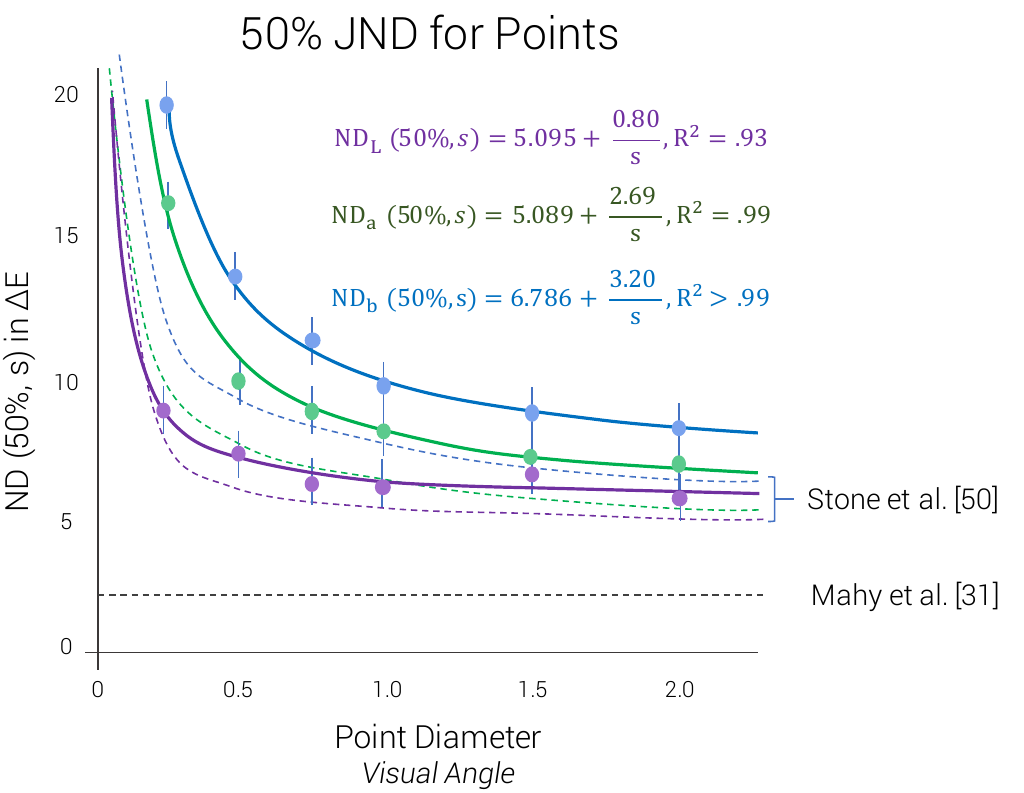 50% JND for Points
ND (50%, s) in ΔE
20
15
10
5
0
ND_L (50%, s) = 5.095 + 0.80/s, R² = .93
ND_a (50%, s) = 5.089 + 2.69/s, R² = .99
ND_b (50%, s) = 6.786 + 3.20/s, R² > .99
Stone et al. [50]
Mahy et al. [31]
0 0.5 1.0 1.5 2.0
Point Diameter
Visual Angle